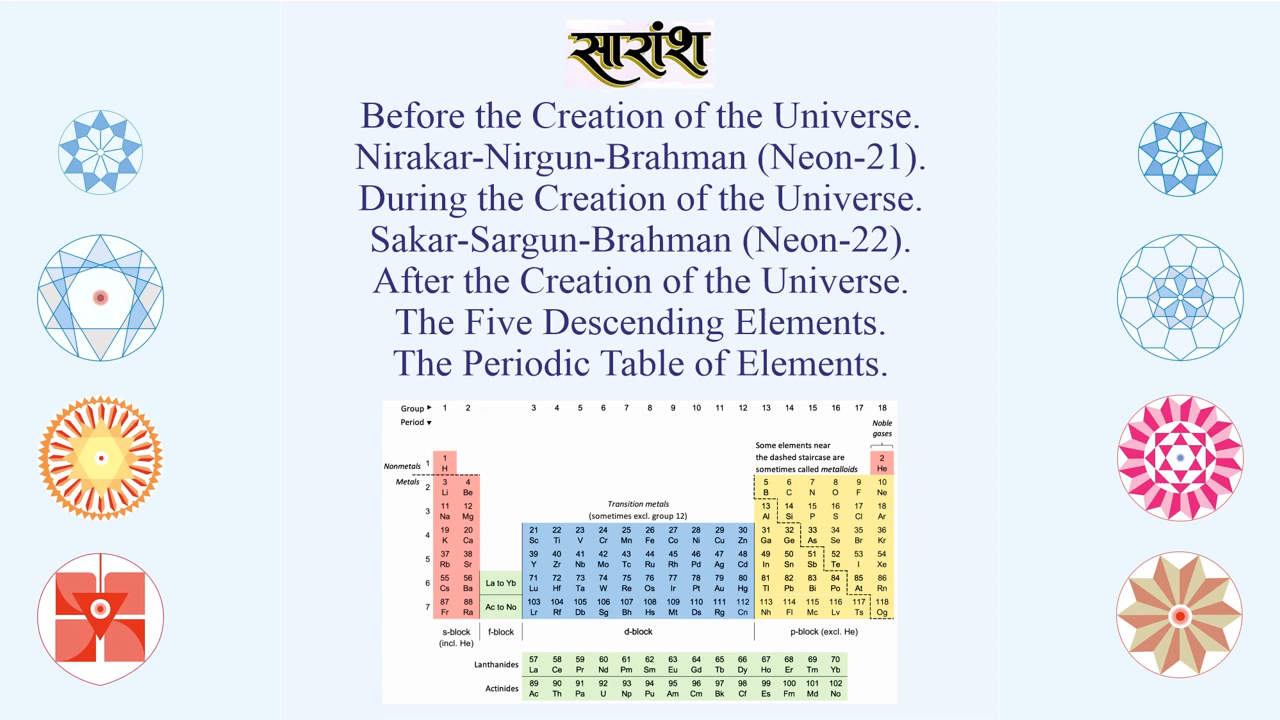 सारांश
Before the Creation of the Universe.
Nirakar-Nirgun-Brahman (Neon-21).
During the Creation of the Universe.
Sakar-Sargun-Brahman (Neon-22).
After the Creation of the Universe.
The Five Descending Elements.
The Periodic Table of Elements.
Group 1 2 3 4 5 6 7 8 9 10 11 12 13 14 15 16 17 18
Period
Noble
gases
Some elements near
the dashed staircase are
sometimes called metalloids
Nonmetals 1 1 2
H He
Metals
2 3 4 5 6 7 8 9 10
Li Be B C N O F Ne
Transition metals
(sometimes excl. group 12)
3 11 12 13 14 15 16 17 18
Na Mg Al Si P S Cl Ar
4 19 20 21 22 23 24 25 26 27 28 29 30 31 32 33 34 35 36
K Ca Sc Ti V Cr Mn Fe Co Ni Cu Zn Ga Ge As Se Br Kr
5 37 38 39 40 41 42 43 44 45 46 47 48 49 50 51 52 53 54
Rb Sr Y Zr Nb Mo Tc Ru Rh Pd Ag Cd In Sn Sb Te I Xe
6 55 56 La to Yb 71 72 73 74 75 76 77 78 79 80 81 82 83 84 85 86
Cs Ba Lu Hf Ta W Re Os Ir Pt Au Hg Tl Pb Bi Po At Rn
7 87 88 Ac to No 103 104 105 106 107 108 109 110 111 112 113 114 115 116 117 118
Fr Ra Lr Rf Db Sg Bh Hs Mt Ds Rg Cn Nh Fl Mc Lv Ts Og
s-block f-block d-block p-block (excl. He)
(incl. He)
Lanthanides 57 58 59 60 61 62 63 64 65 66 67 68 69 70
La Ce Pr Nd Pm Sm Eu Gd Tb Dy Ho Er Tm Yb
Actinides 89 90 91 92 93 94 95 96 97 98 99 100 101 102
Ac Th Pa U Np Pu Am Cm Bk Cf Es Fm Md No